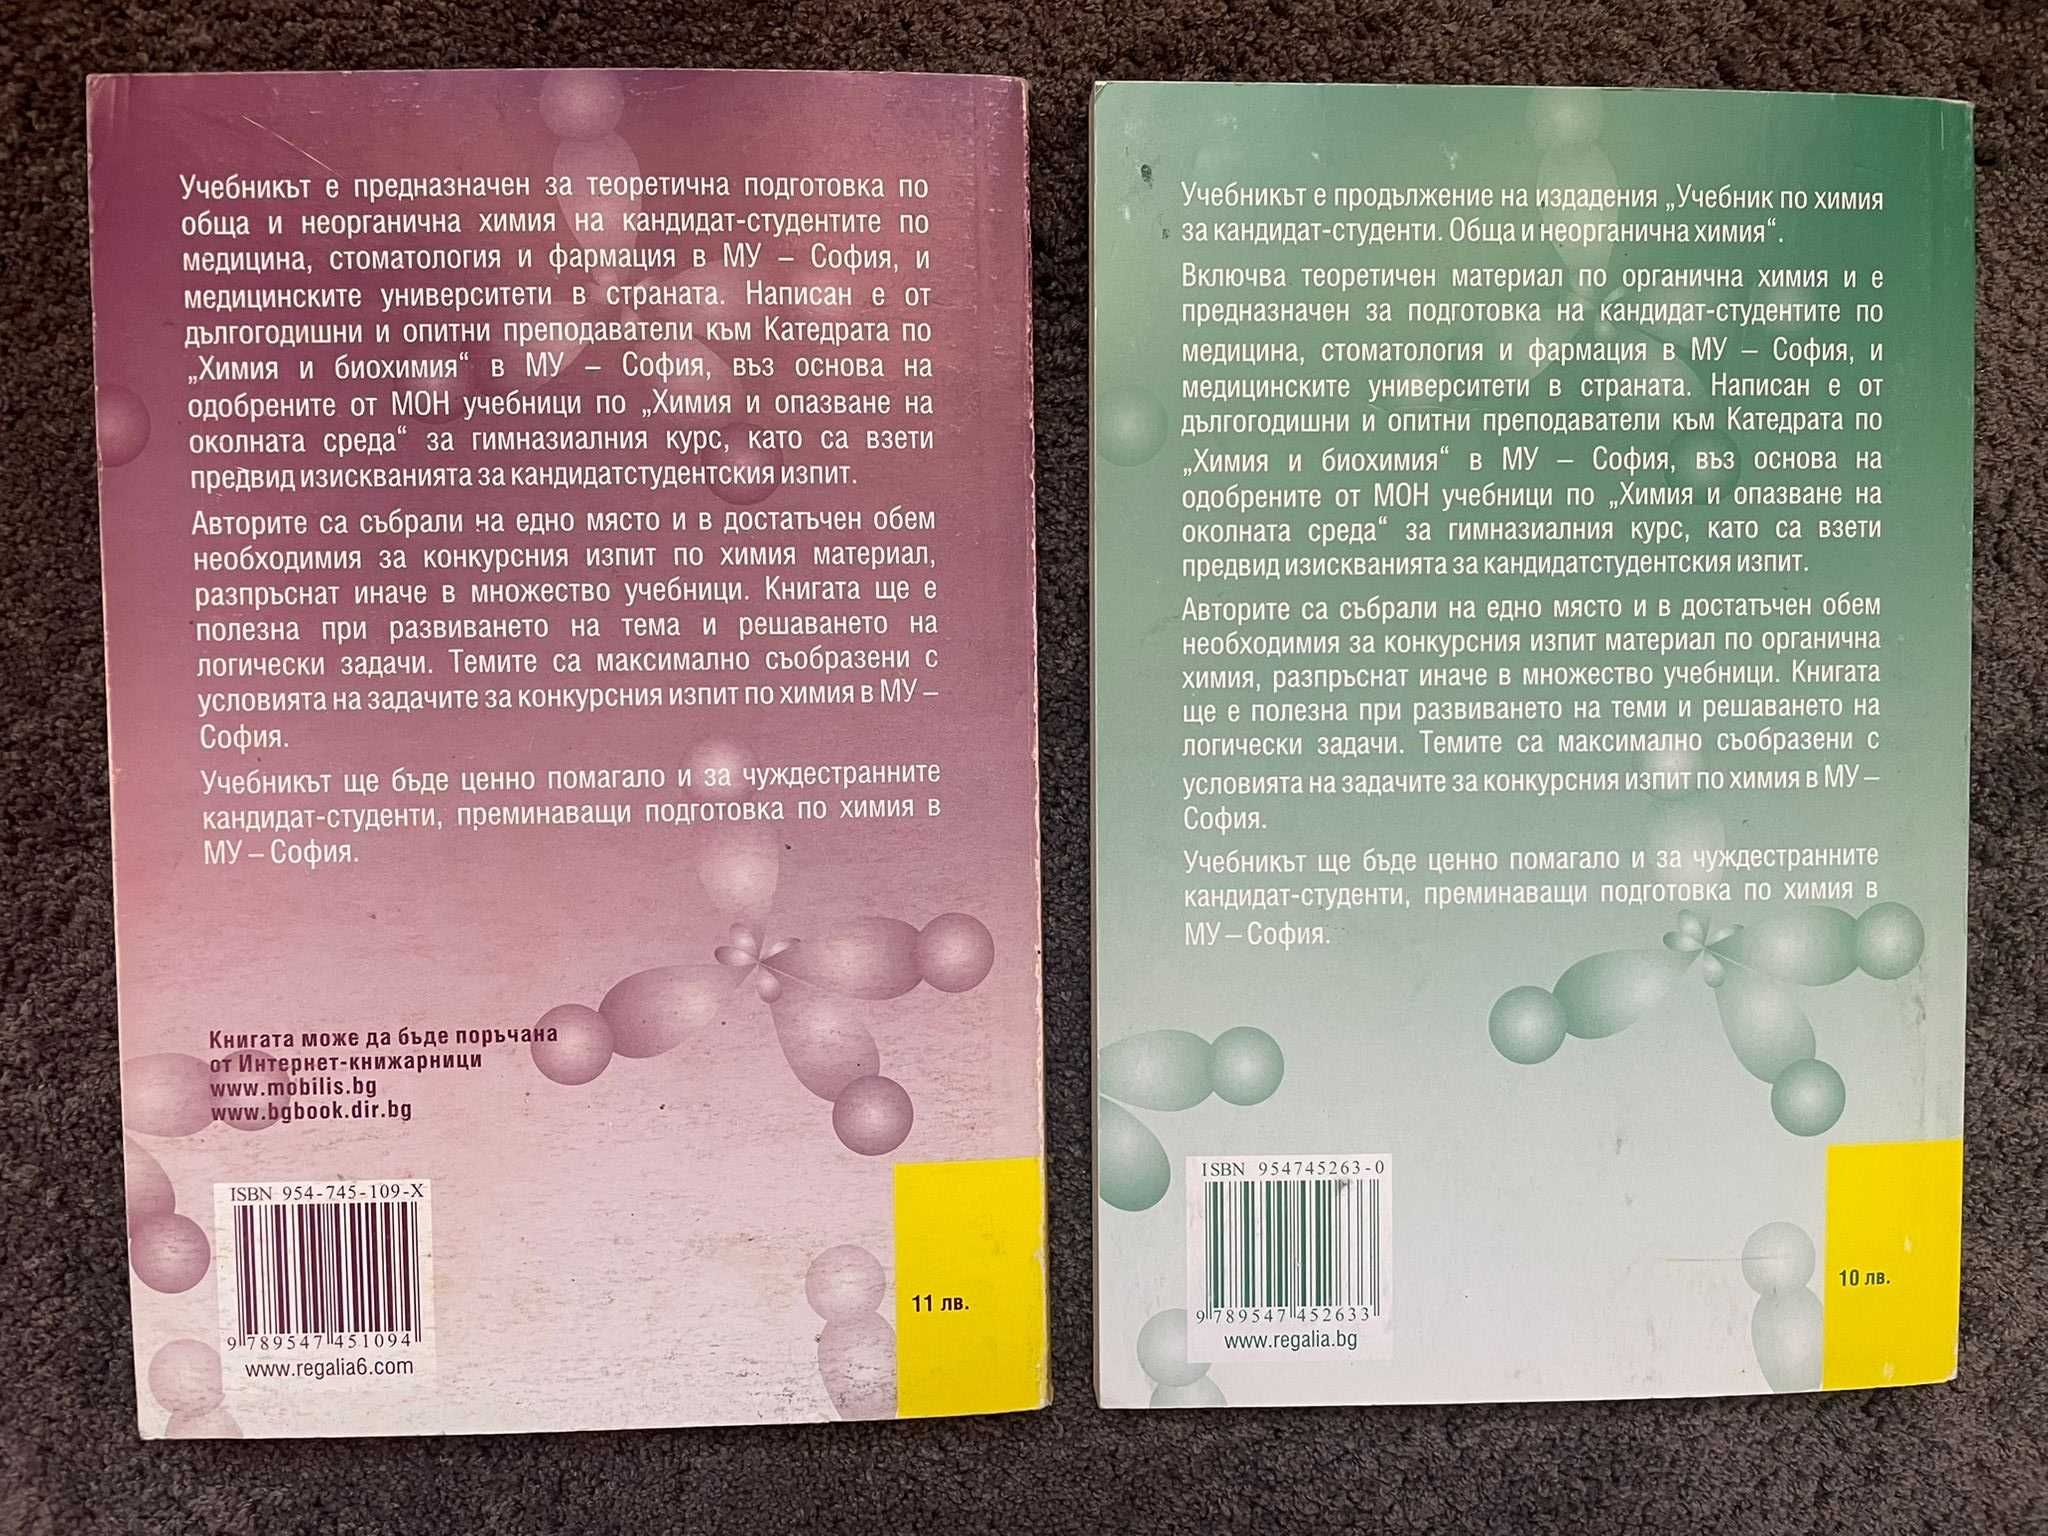 Учебникът е предназначен за теоретична подготовка по
обща и неорганична химия на кандидат-студентите по
медицина, стоматология и фармация в МУ – София, и
медицинските университети в страната. Написан е от
дългогодишни и опитни преподаватели към Катедрата по
„Химия и биохимия“ в МУ – София, въз основа на
одобрените от МОН учебници по „Химия и опазване на
околната среда“ за гимназиалния курс, като са взети
предвид изискванията за кандидатстудентския изпит.
Авторите са събрали на едно място и в достатъчен обем
необходимия за конкурсния изпит по химия материал,
разпръснат иначе в множество учебници. Книгата ще е
полезна при развиването на тема и решаването на
логически задачи. Темите са максимално съобразени с
условията на задачите за конкурсния изпит по химия в МУ –
София.
Учебникът ще бъде ценно помагало и за чуждестранните
кандидат-студенти, преминаващи подготовка по химия в
МУ – София.
Книгата може да бъде поръчана
от Интернет-книжарници
www.mobilis.bg
www.bgbook.dir.bg
ISBN 954-745-109-X
9 789547 451094
www.regalia6.com
11 лв.
Учебникът е продължение на издадения „Учебник по химия
за кандидат-студенти. Обща и неорганична химия“.
Включва теоретичен материал по органична химия и е
предназначен за подготовка на кандидат-студентите по
медицина, стоматология и фармация в МУ – София, и
медицинските университети в страната. Написан е от
дългогодишни и опитни преподаватели към Катедрата по
„Химия и биохимия“ в МУ – София, въз основа на
одобрените от МОН учебници по „Химия и опазване на
околната среда“ за гимназиалния курс, като са взети
предвид изискванията за кандидатстудентския изпит.
Авторите са събрали на едно място и в достатъчен обем
необходимия за конкурсния изпит материал по органична
химия, разпръснат иначе в множество учебници. Книгата
ще е полезна при развиването на теми и решаването на
логически задачи. Темите са максимално съобразени с
условията на задачите за конкурсния изпит по химия в МУ –
София.
Учебникът ще бъде ценно помагало и за чуждестранните
кандидат-студенти, преминаващи подготовка по химия в
МУ – София.
ISBN 954745263-0
9 789547 452633
www.regalia.bg
10 лв.